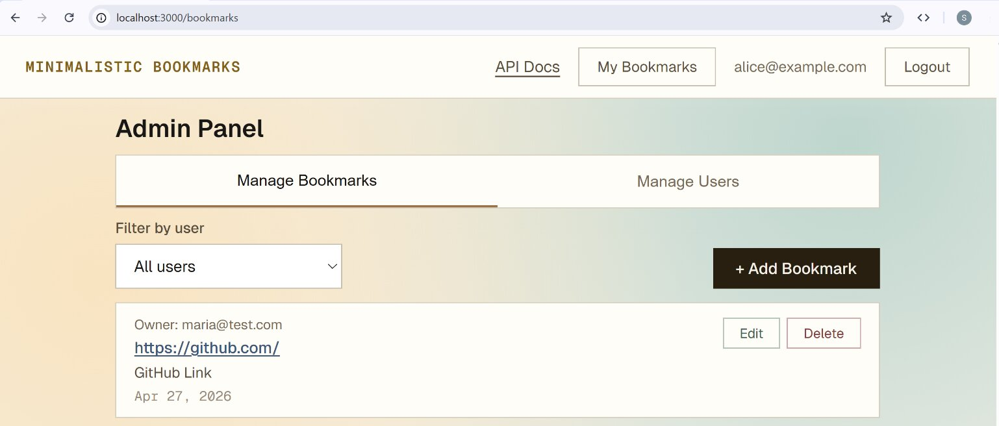 localhost:3000/bookmarks
S
MINIMALISTIC BOOKMARKS
API Docs
My Bookmarks
alice@example.com
Logout
Admin Panel
Manage Bookmarks
Manage Users
Filter by user
All users
+ Add Bookmark
Owner: maria@test.com
Edit
Delete
https://github.com/
GitHub Link
Apr 27, 2026